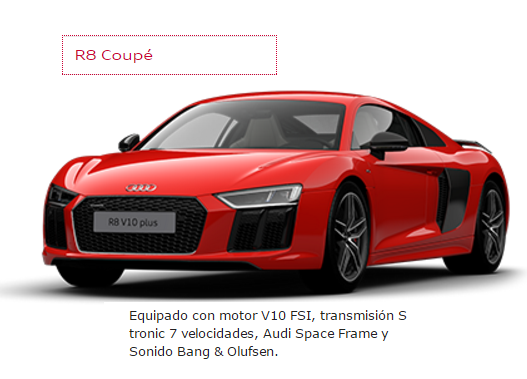 R8 Coupé
R8 V10 plus
Equipado con motor V10 FSI, transmisión S
tronic 7 velocidades, Audi Space Frame y
Sonido Bang & Olufsen.